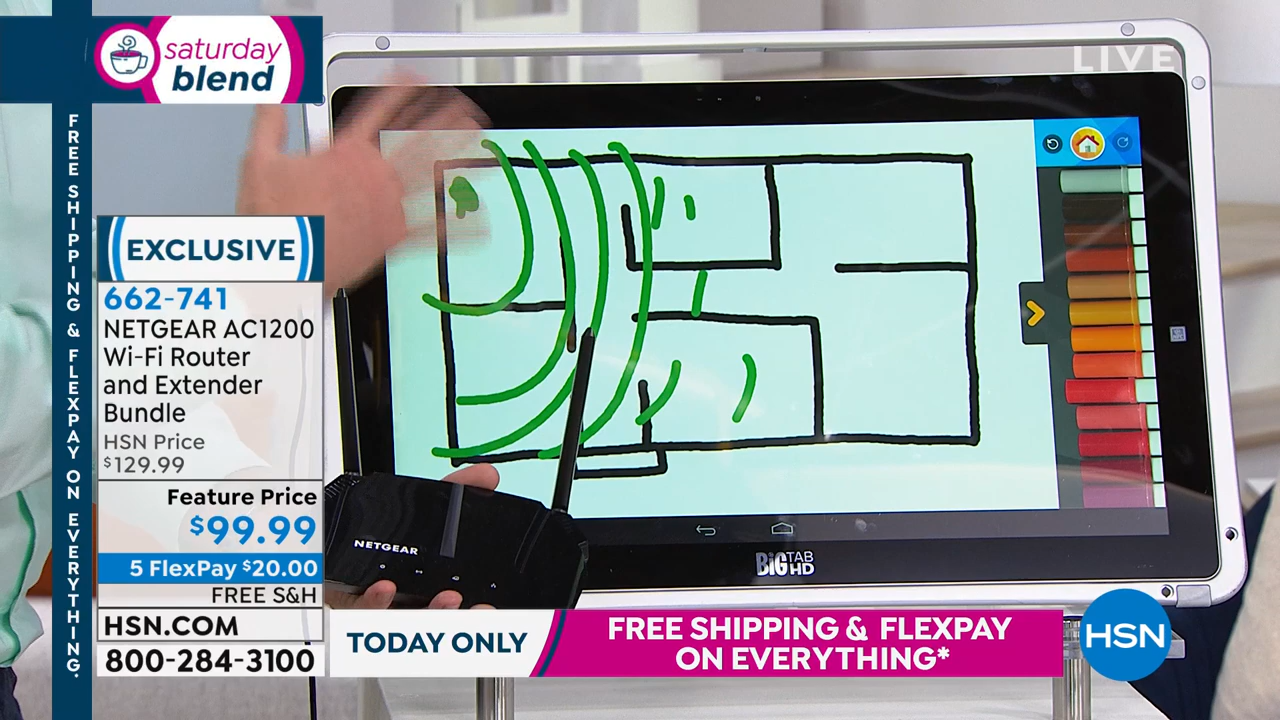 saturday
blend
LIVE
FREE SHIPPING & FLEXPAY ON EVERYTHING.
EXCLUSIVE
662-741
NETGEAR AC1200
Wi-Fi Router
and Extender
Bundle
HSN Price
$129.99
Feature Price
$99.99
5 FlexPay $20.00
FREE S&H
HSN.COM
800-284-3100
NETGEAR
BiG TAB HD
TODAY ONLY
FREE SHIPPING & FLEXPAY
ON EVERYTHING*
HSN